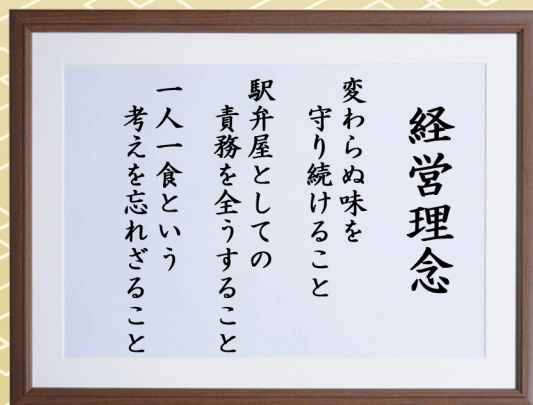 経営理念
変わらぬ味を
守り続けること
駅弁屋としての
責務を全うすること
一人一食という
考えを忘れざること